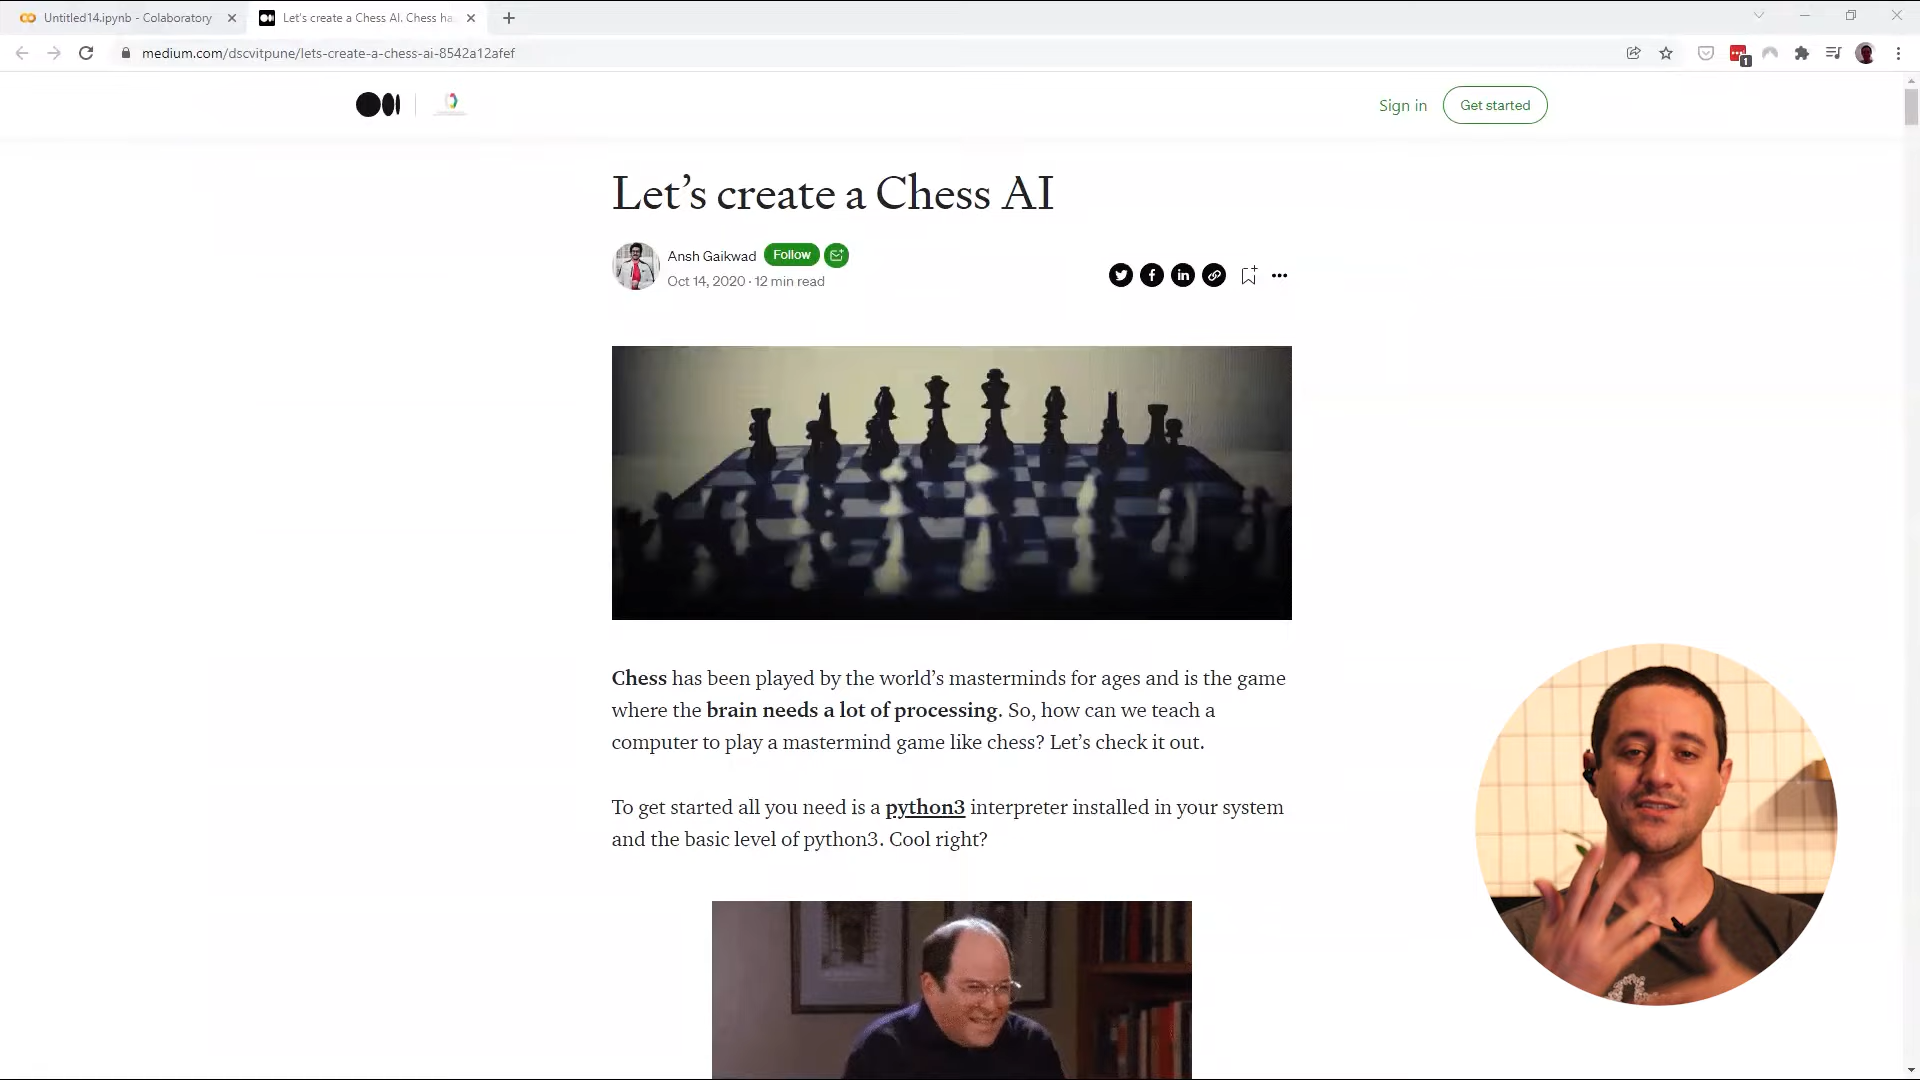 Untitled14.ipynb - Colaboratory
Let's create a Chess AI. Chess ha
medium.com/dscvitpune/lets-create-a-chess-ai-8542a12afef
1
Sign in
Get started
Let’s create a Chess AI
Ansh Gaikwad
Follow
Oct 14, 2020 · 12 min read
Chess has been played by the world’s masterminds for ages and is the game
where the brain needs a lot of processing. So, how can we teach a
computer to play a mastermind game like chess? Let’s check it out.
To get started all you need is a python3 interpreter installed in your system
and the basic level of python3. Cool right?